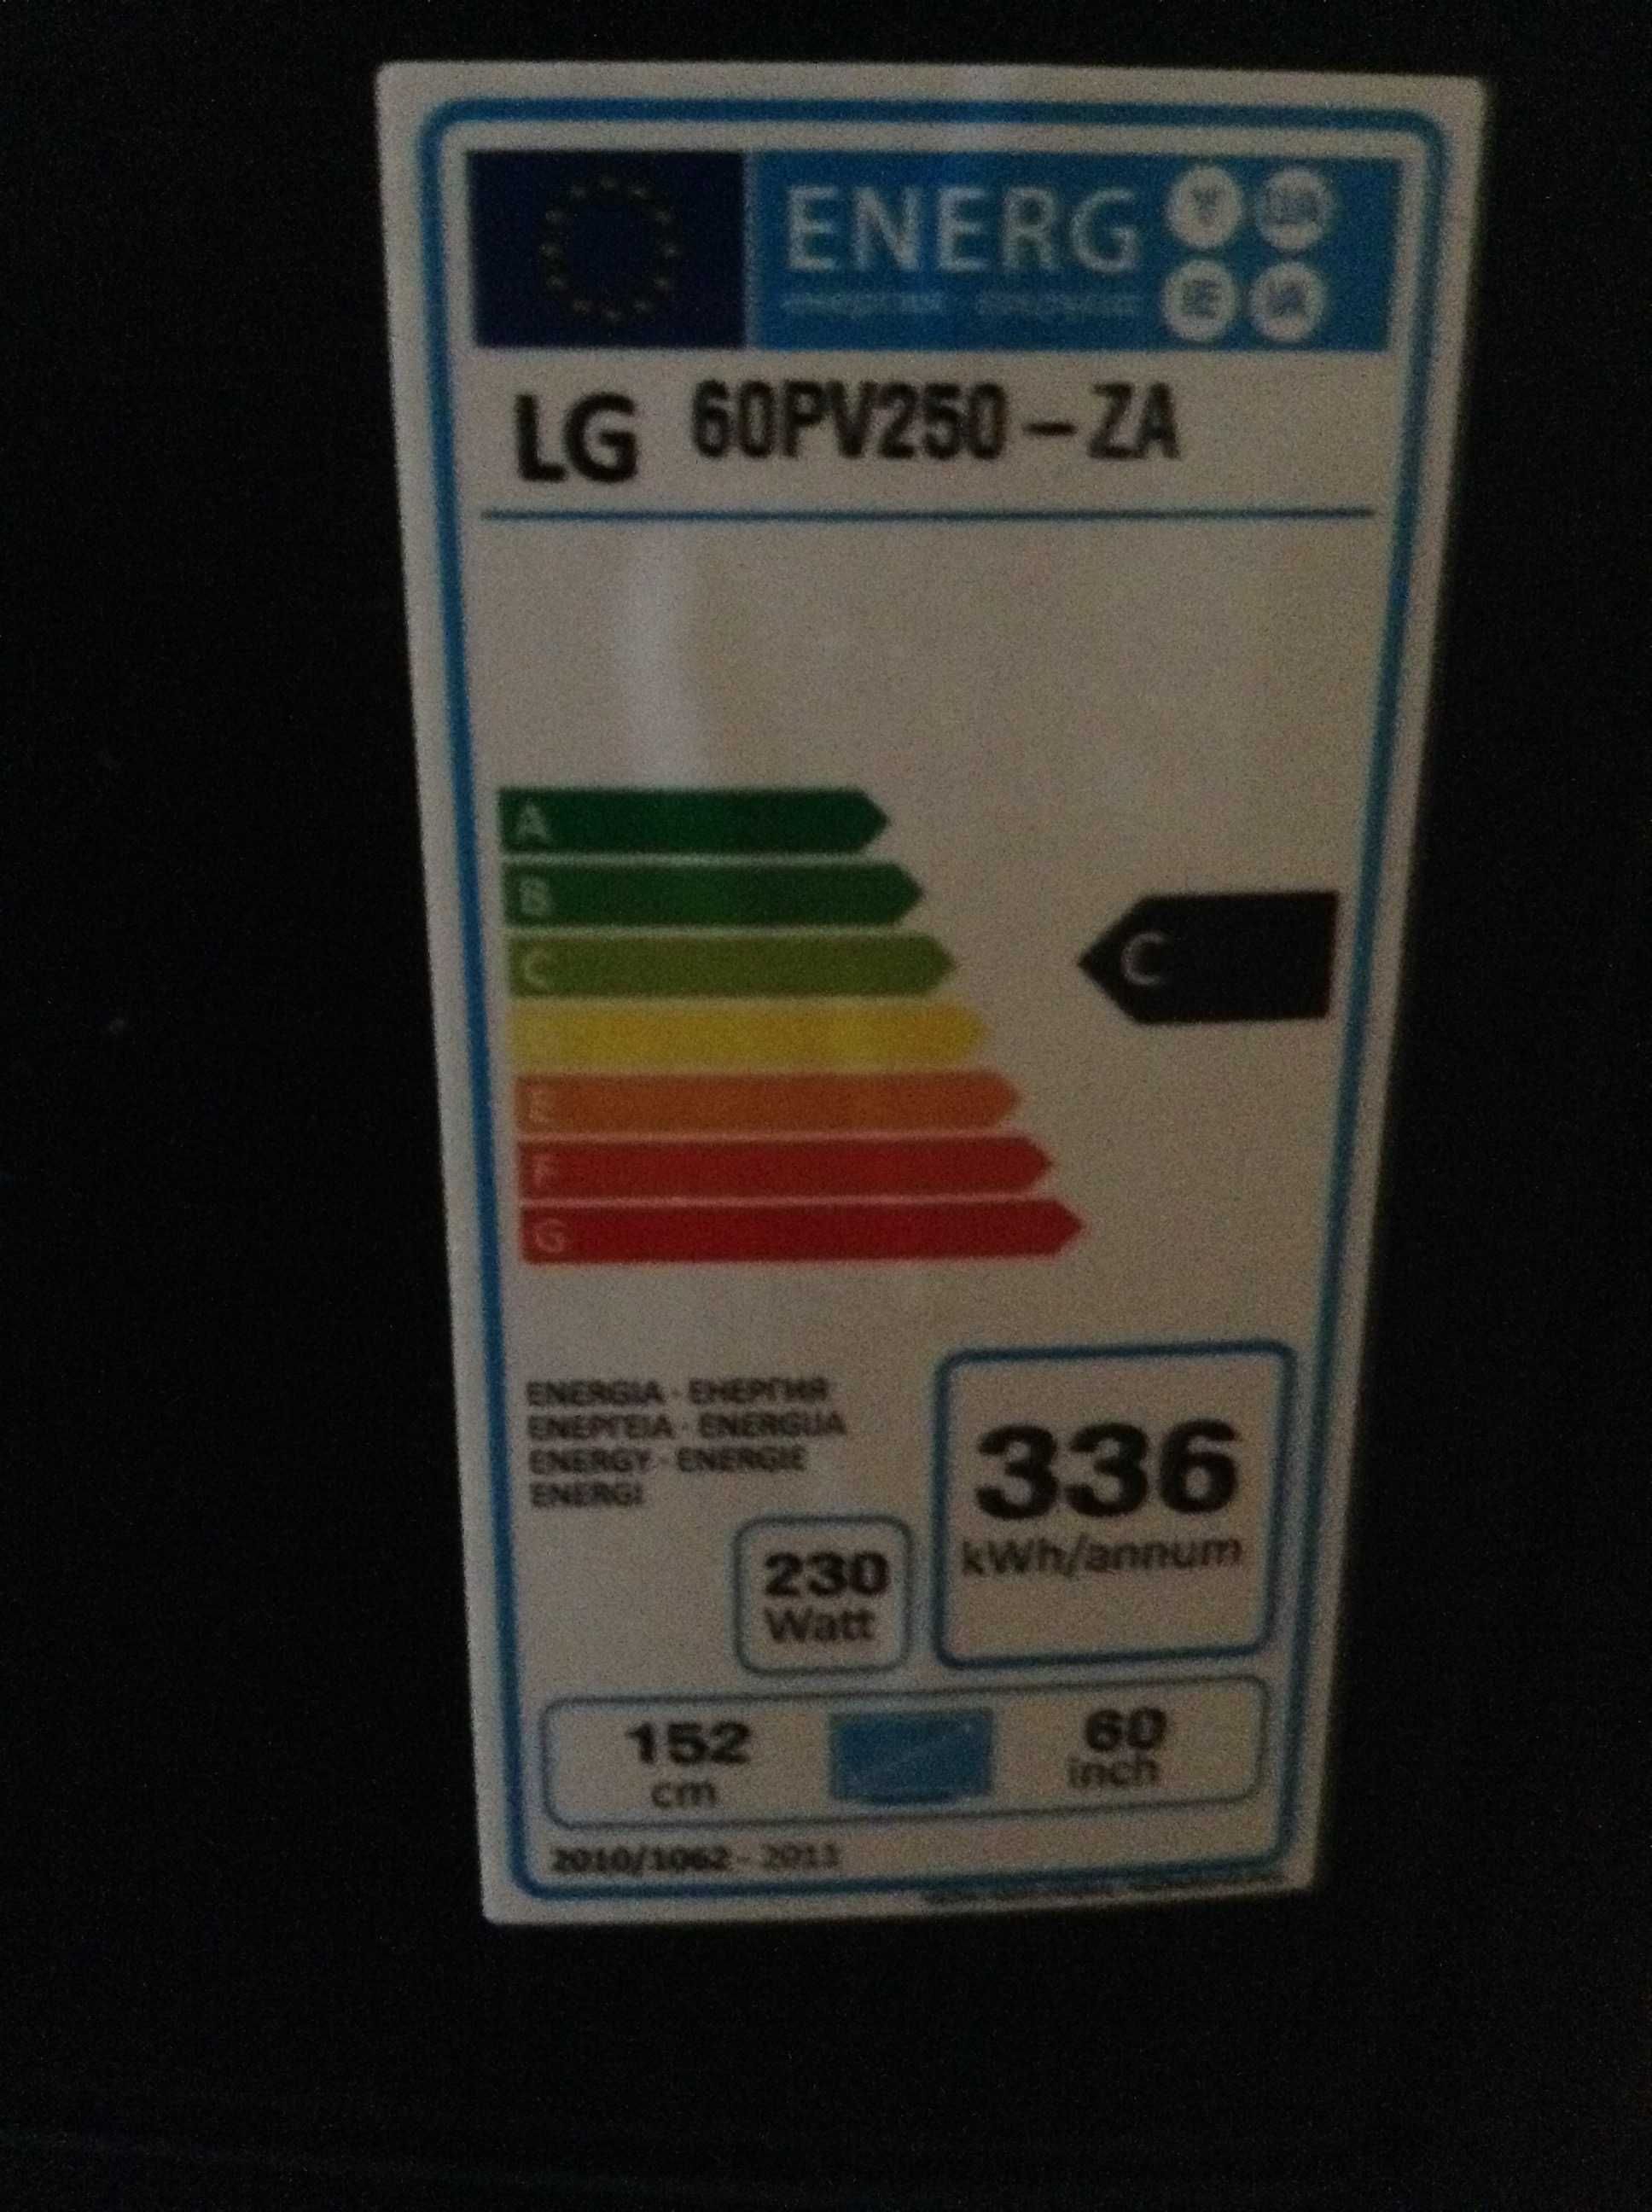 ENERG
LG 60PV250-ZA
A
B
C
C
E
F
G
ENERGIA · ЕНЕРГИЯ
ΕΝΕΡΓΕΙΑ · ENERGIJA
ENERGY · ENERGIE
ENERGI
336
kWh/annum
230
Watt
152
cm
60
inch
2010/1062 - 2011